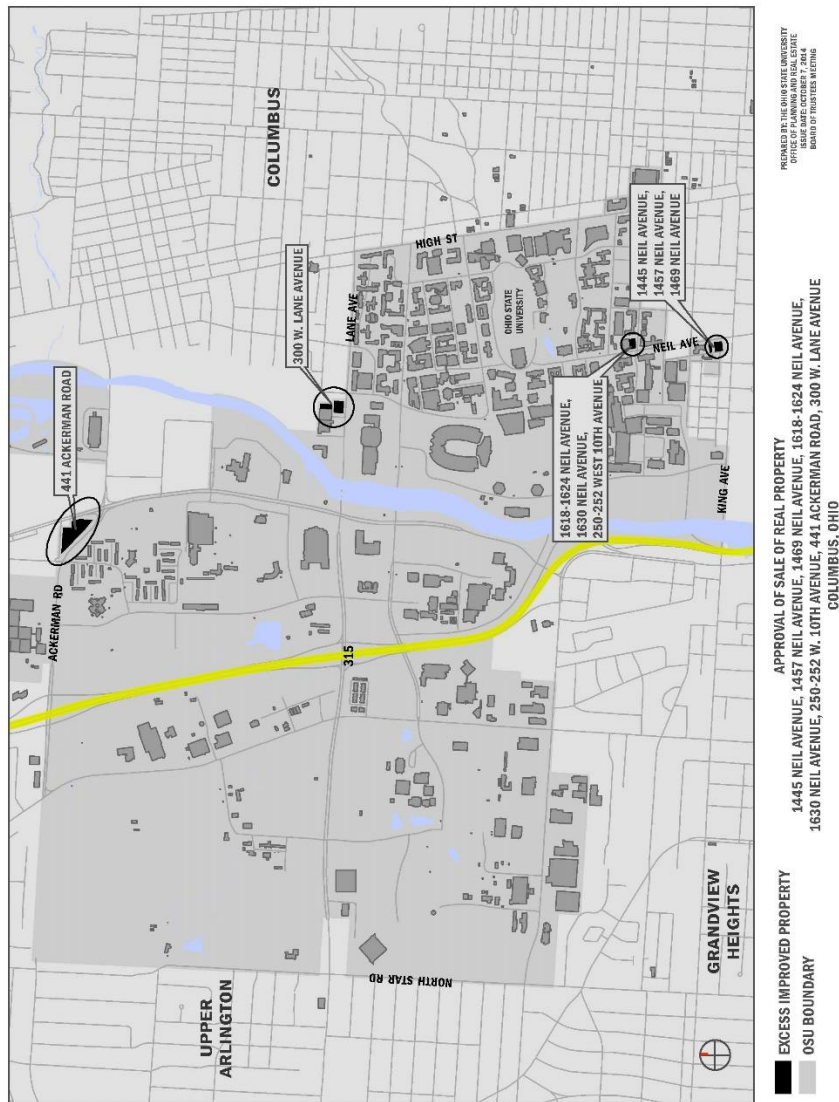 COLUMBUS
UPPER
ARLINGTON
GRANDVIEW
HEIGHTS
441 ACKERMAN ROAD
ACKERMAN RD
300 W. LANE AVENUE
LANE AVE
HIGH ST
315
OHIO STATE
UNIVERSITY
NORTH STAR RD
1618-1624 NEIL AVENUE,
1630 NEIL AVENUE,
250-252 WEST 10TH AVENUE
NEIL AVE
1445 NEIL AVENUE,
1457 NEIL AVENUE,
1469 NEIL AVENUE
KING AVE
EXCESS IMPROVED PROPERTY
OSU BOUNDARY
APPROVAL OF SALE OF REAL PROPERTY
1445 NEIL AVENUE, 1457 NEIL AVENUE, 1469 NEIL AVENUE, 1618-1624 NEIL AVENUE,
1630 NEIL AVENUE, 250-252 W. 10TH AVENUE, 441 ACKERMAN ROAD, 300 W. LANE AVENUE
COLUMBUS, OHIO
PREPARED BY: THE OHIO STATE UNIVERSITY
OFFICE OF PLANNING AND REAL ESTATE
ISSUE DATE: OCTOBER 7, 2014
BOARD OF TRUSTEES MEETING